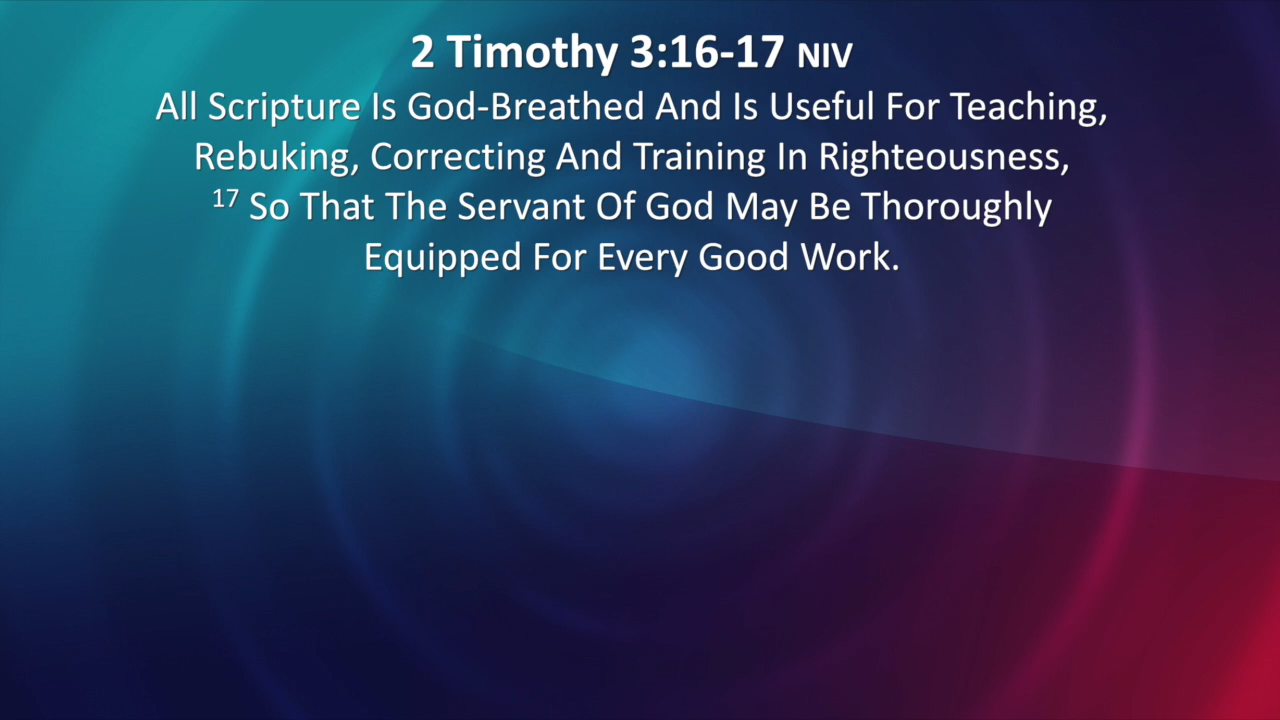 2 Timothy 3:16-17 NIV
All Scripture Is God-Breathed And Is Useful For Teaching,
Rebuking, Correcting And Training In Righteousness,
17 So That The Servant Of God May Be Thoroughly
Equipped For Every Good Work.